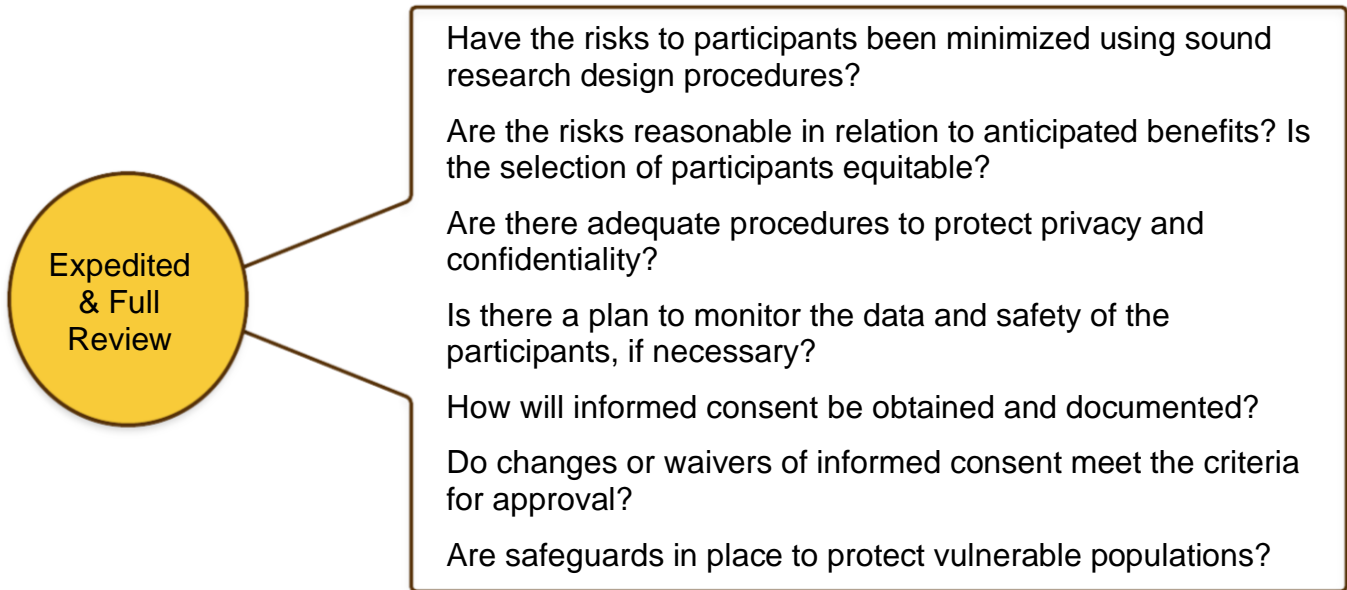 Expedited
& Full
Review
Have the risks to participants been minimized using sound
research design procedures?
Are the risks reasonable in relation to anticipated benefits? Is
the selection of participants equitable?
Are there adequate procedures to protect privacy and
confidentiality?
Is there a plan to monitor the data and safety of the
participants, if necessary?
How will informed consent be obtained and documented?
Do changes or waivers of informed consent meet the criteria
for approval?
Are safeguards in place to protect vulnerable populations?